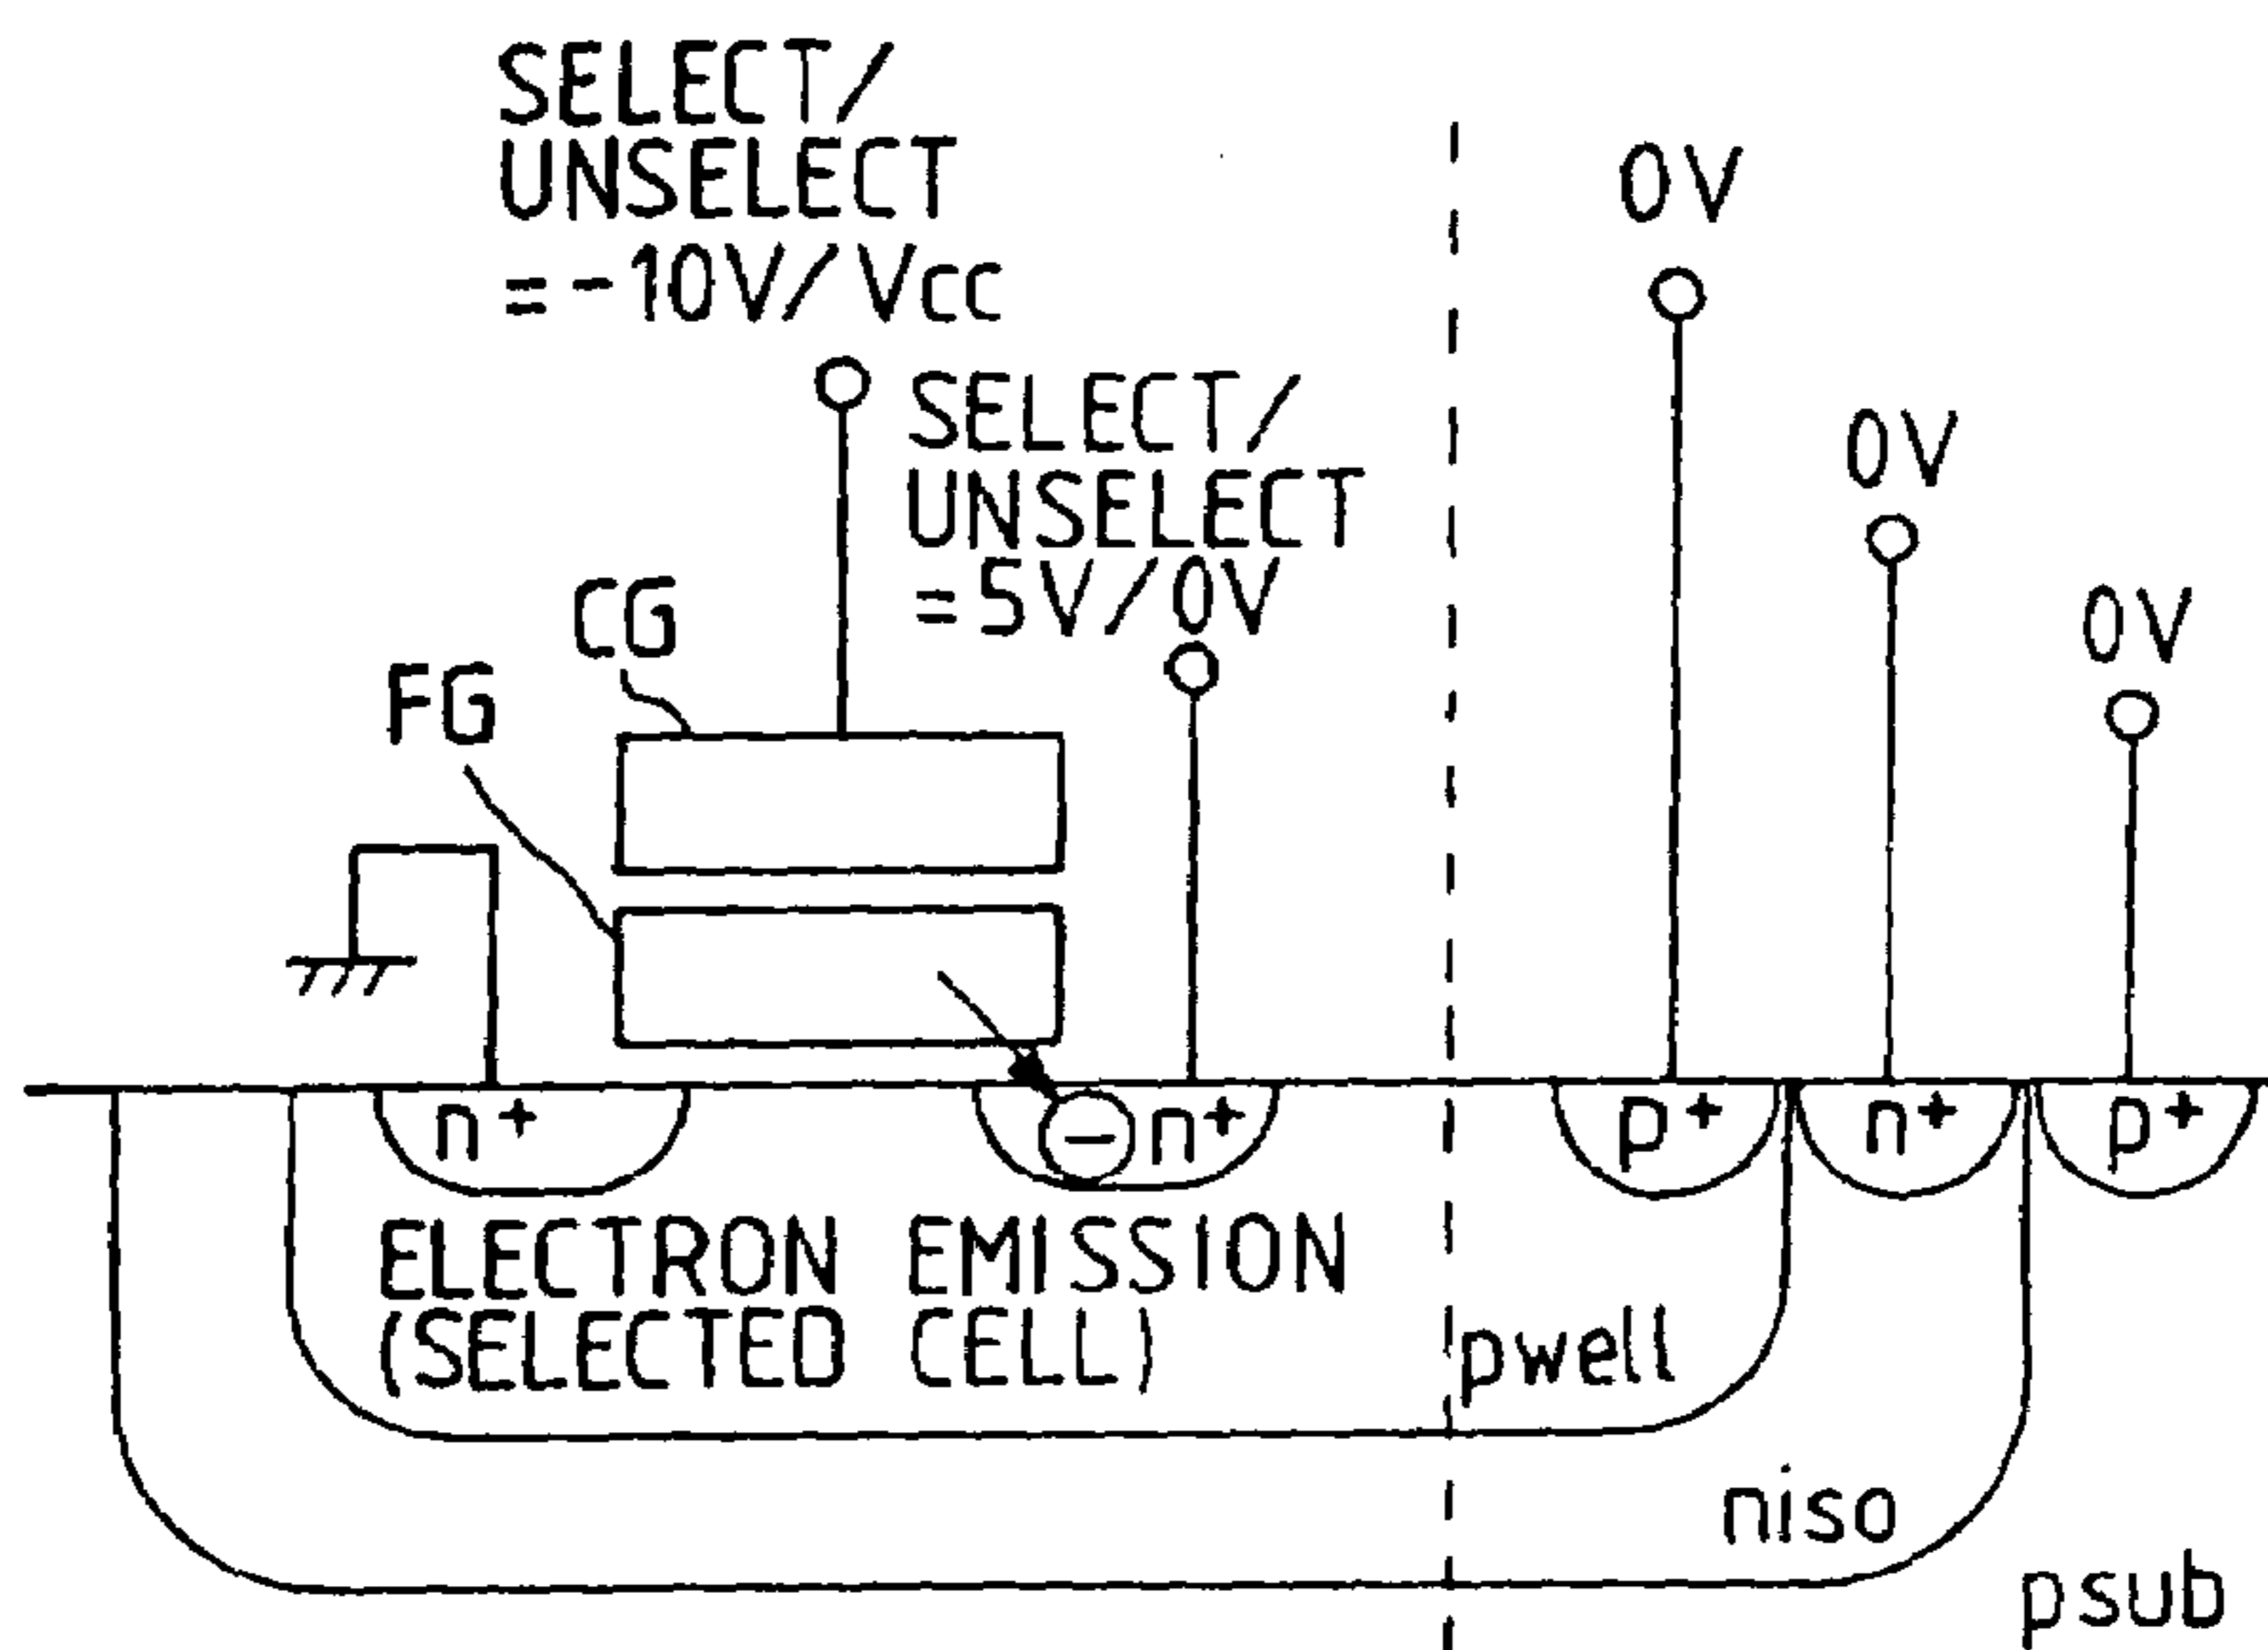 SELECT/
UNSELECT
=-10V/Vcc
SELECT/
UNSELECT
=5V/0V
0V
0V
0V
CG
FG
n+
- n+
p+
n+
p+
ELECTRON EMISSION
(SELECTED CELL)
pwell
niso
psub